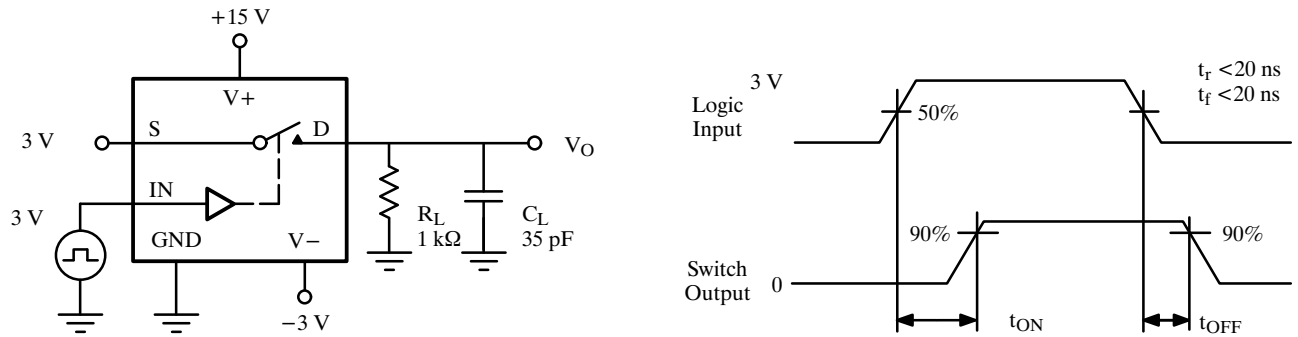 +15 V
V+
3 V
S
D
V_O
IN
3 V
GND
V−
R_L
1 kΩ
C_L
35 pF
−3 V
3 V
Logic
Input
50%
t_r <20 ns
t_f <20 ns
90%
90%
Switch
Output
0
t_ON
t_OFF